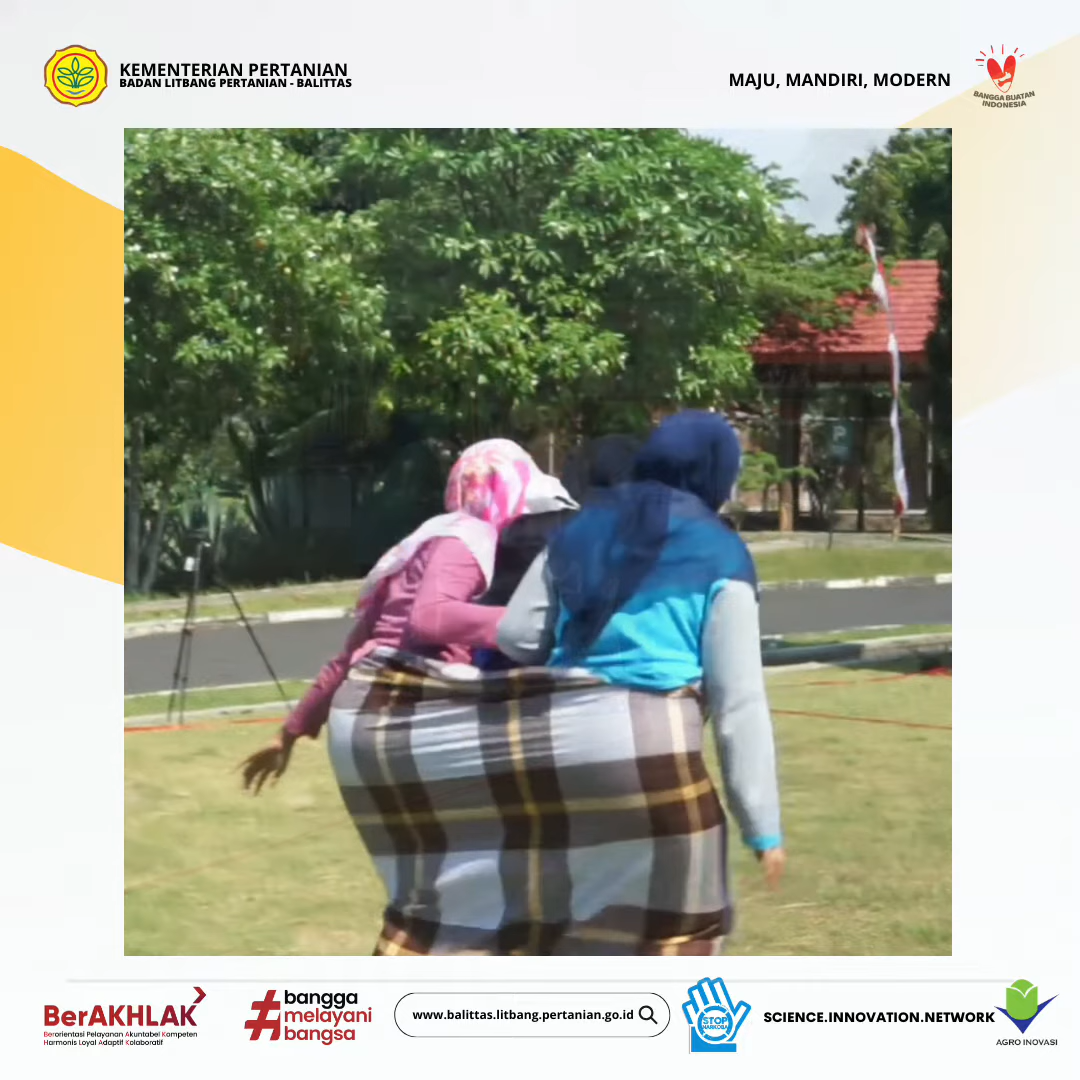 KEMENTERIAN PERTANIAN
BADAN LITBANG PERTANIAN - BALITTAS
MAJU, MANDIRI, MODERN
BANGGA BUATAN
INDONESIA
P
BerAKHLAK
Berorientasi Pelayanan Akuntabel Kompeten
Harmonis Loyal Adaptif Kolaboratif
#bangga
melayani
bangsa
www.balittas.litbang.pertanian.go.id
STOP
NARKOBA
SCIENCE.INNOVATION.NETWORK
AGRO INOVASI